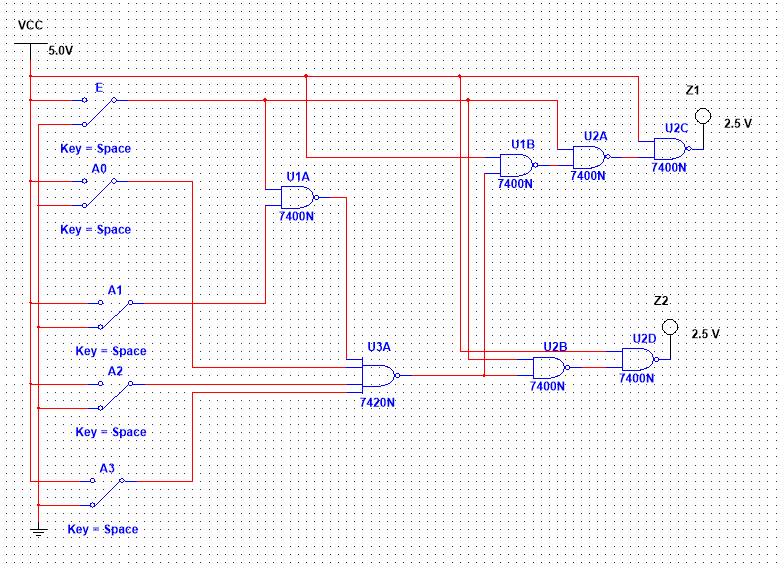 VCC
5.0V
E
Key = Space
A0
Key = Space
A1
Key = Space
A2
Key = Space
A3
Key = Space
U1A
7400N
U3A
7420N
U1B
7400N
U2A
7400N
U2C
7400N
Z1
2.5 V
U2B
7400N
U2D
7400N
Z2
2.5 V